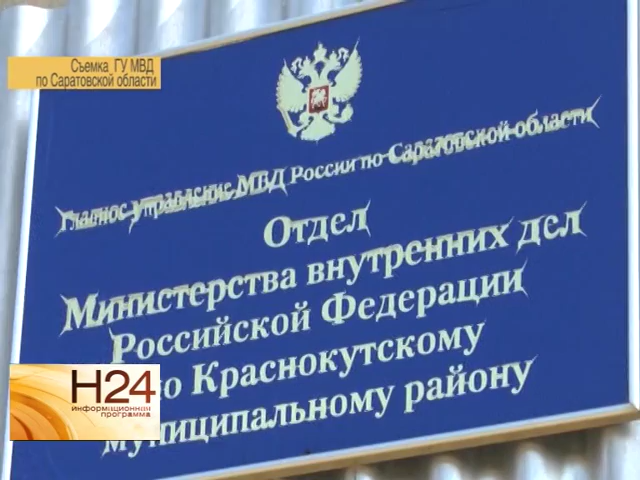 Съемка ГУ МВД
по Саратовской области
Главное управление МВД России по Саратовской области
Отдел
Министерства внутренних дел
Российской Федерации
по Краснокутскому
муниципальному району
Н24
информационная
программа